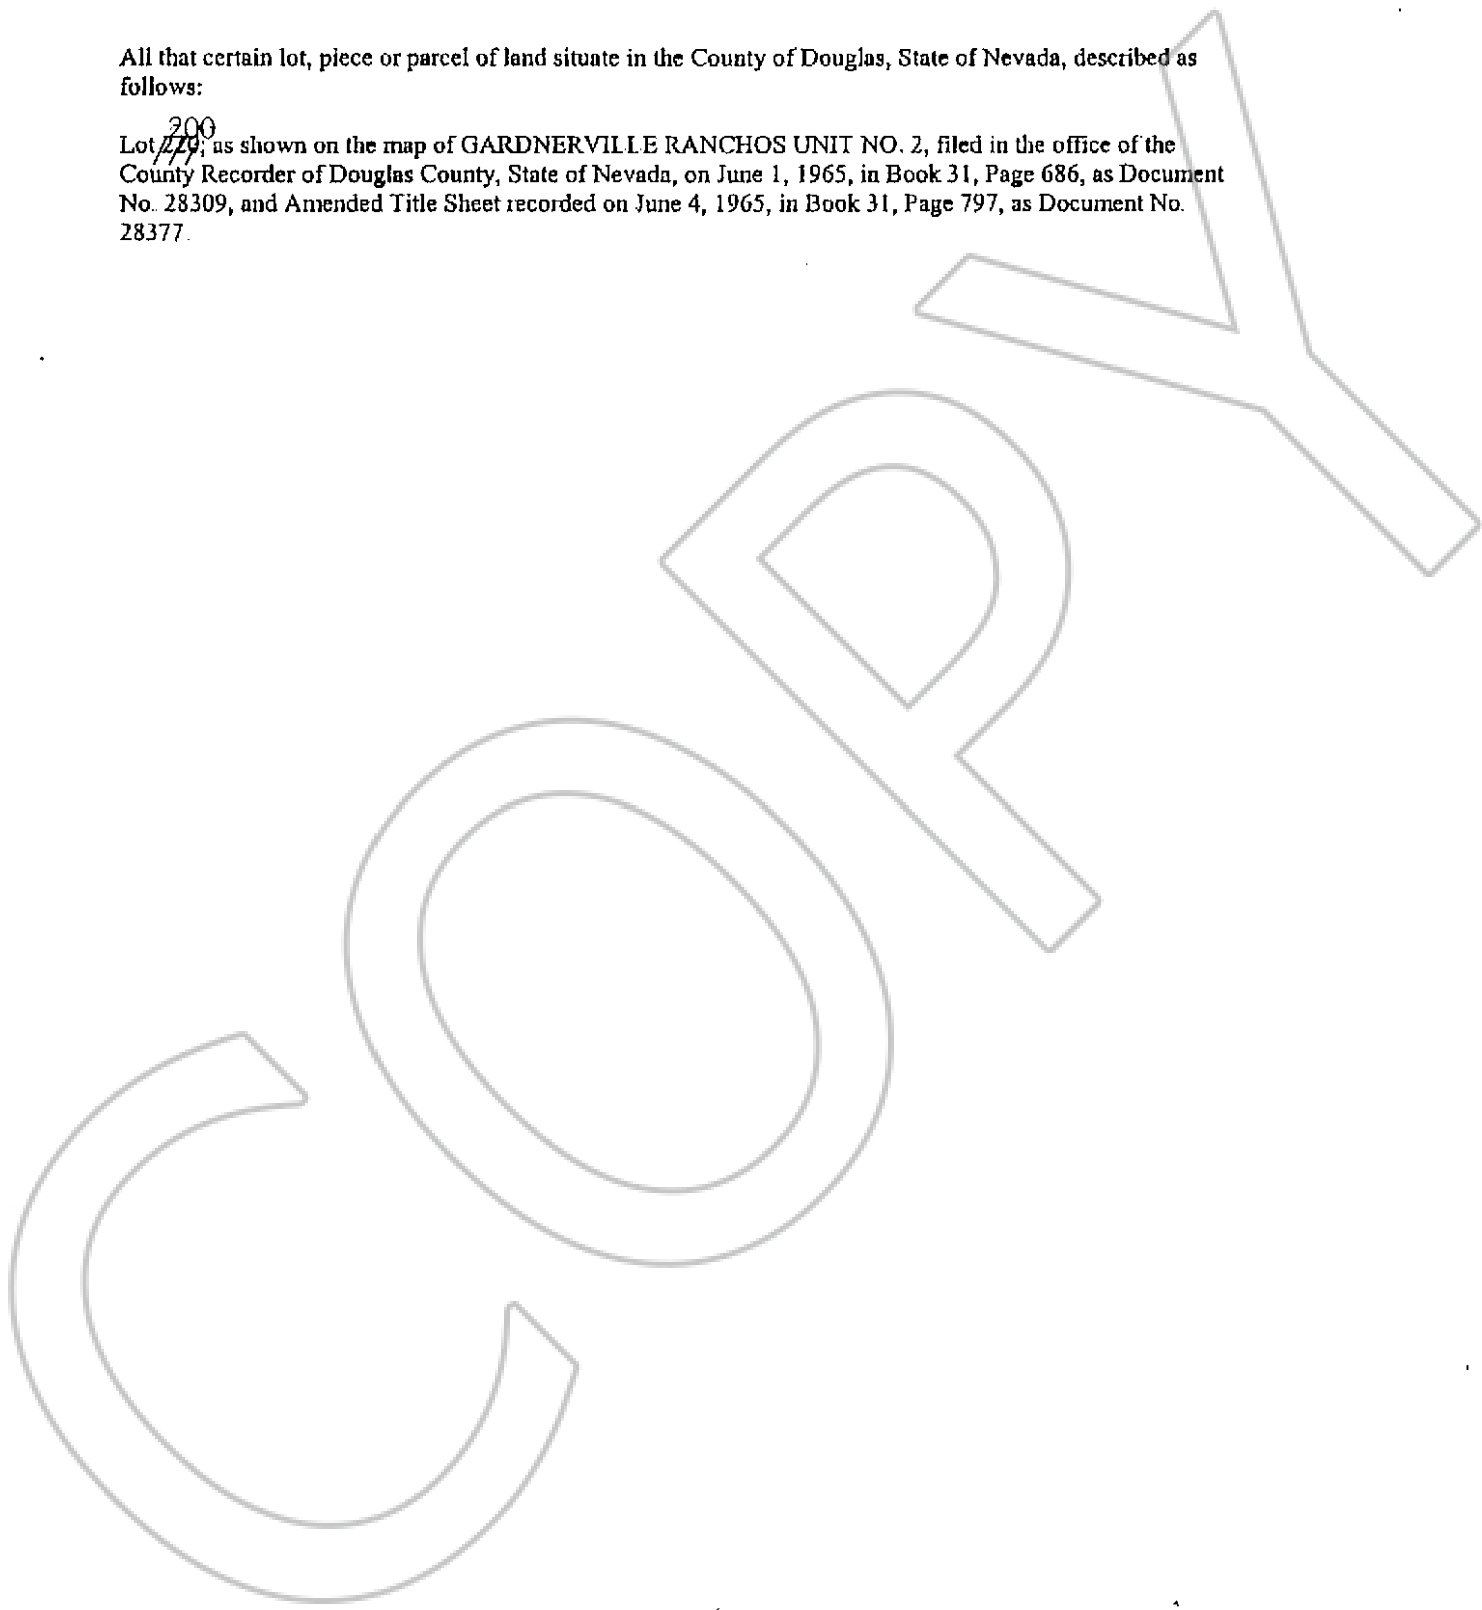 All that certain lot, piece or parcel of land situate in the County of Douglas, State of Nevada, described as
follows:
200
Lot as shown on the map of GARDNERVILLE RANCHOS UNIT NO. 2, filed in the office of the
County Recorder of Douglas County, State of Nevada, on June 1, 1965, in Book 31, Page 686, as Document
No. 28309, and Amended Title Sheet recorded on June 4, 1965, in Book 31, Page 797, as Document No.
28377.
COPY